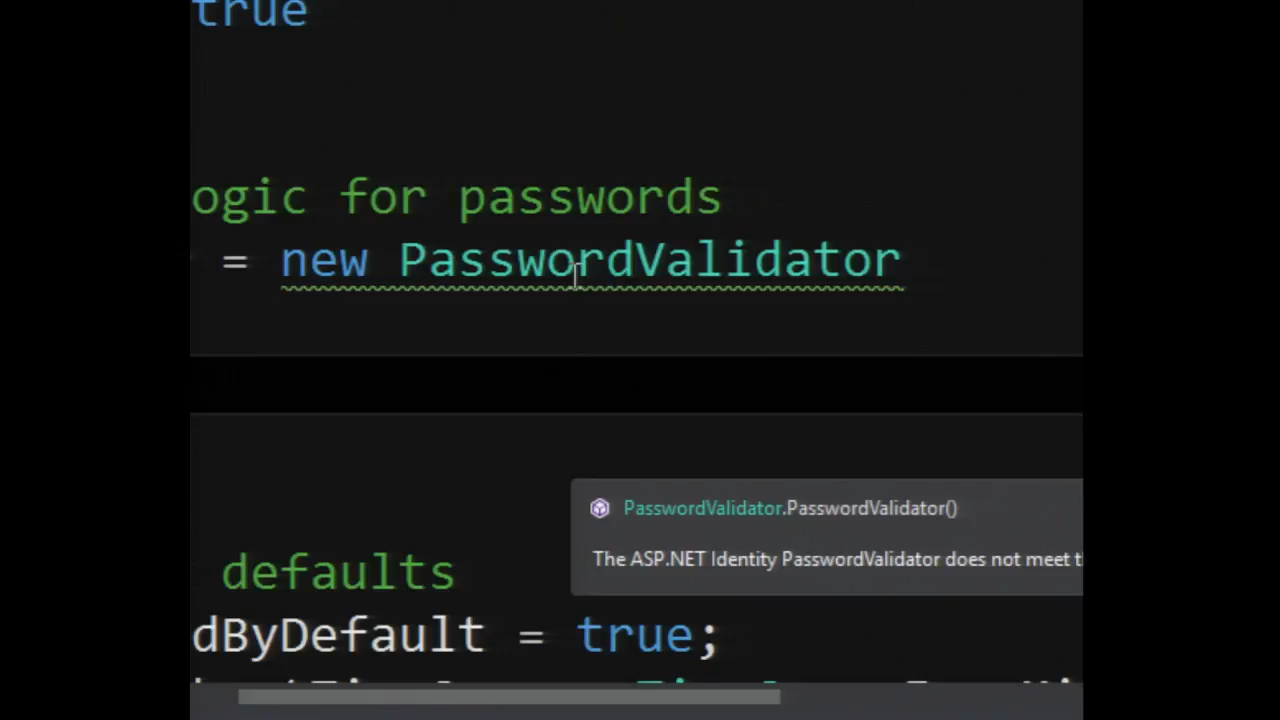 true
ogic for passwords
= new PasswordValidator
PasswordValidator.PasswordValidator()
The ASP.NET Identity PasswordValidator does not meet t
defaults
dByDefault = true;